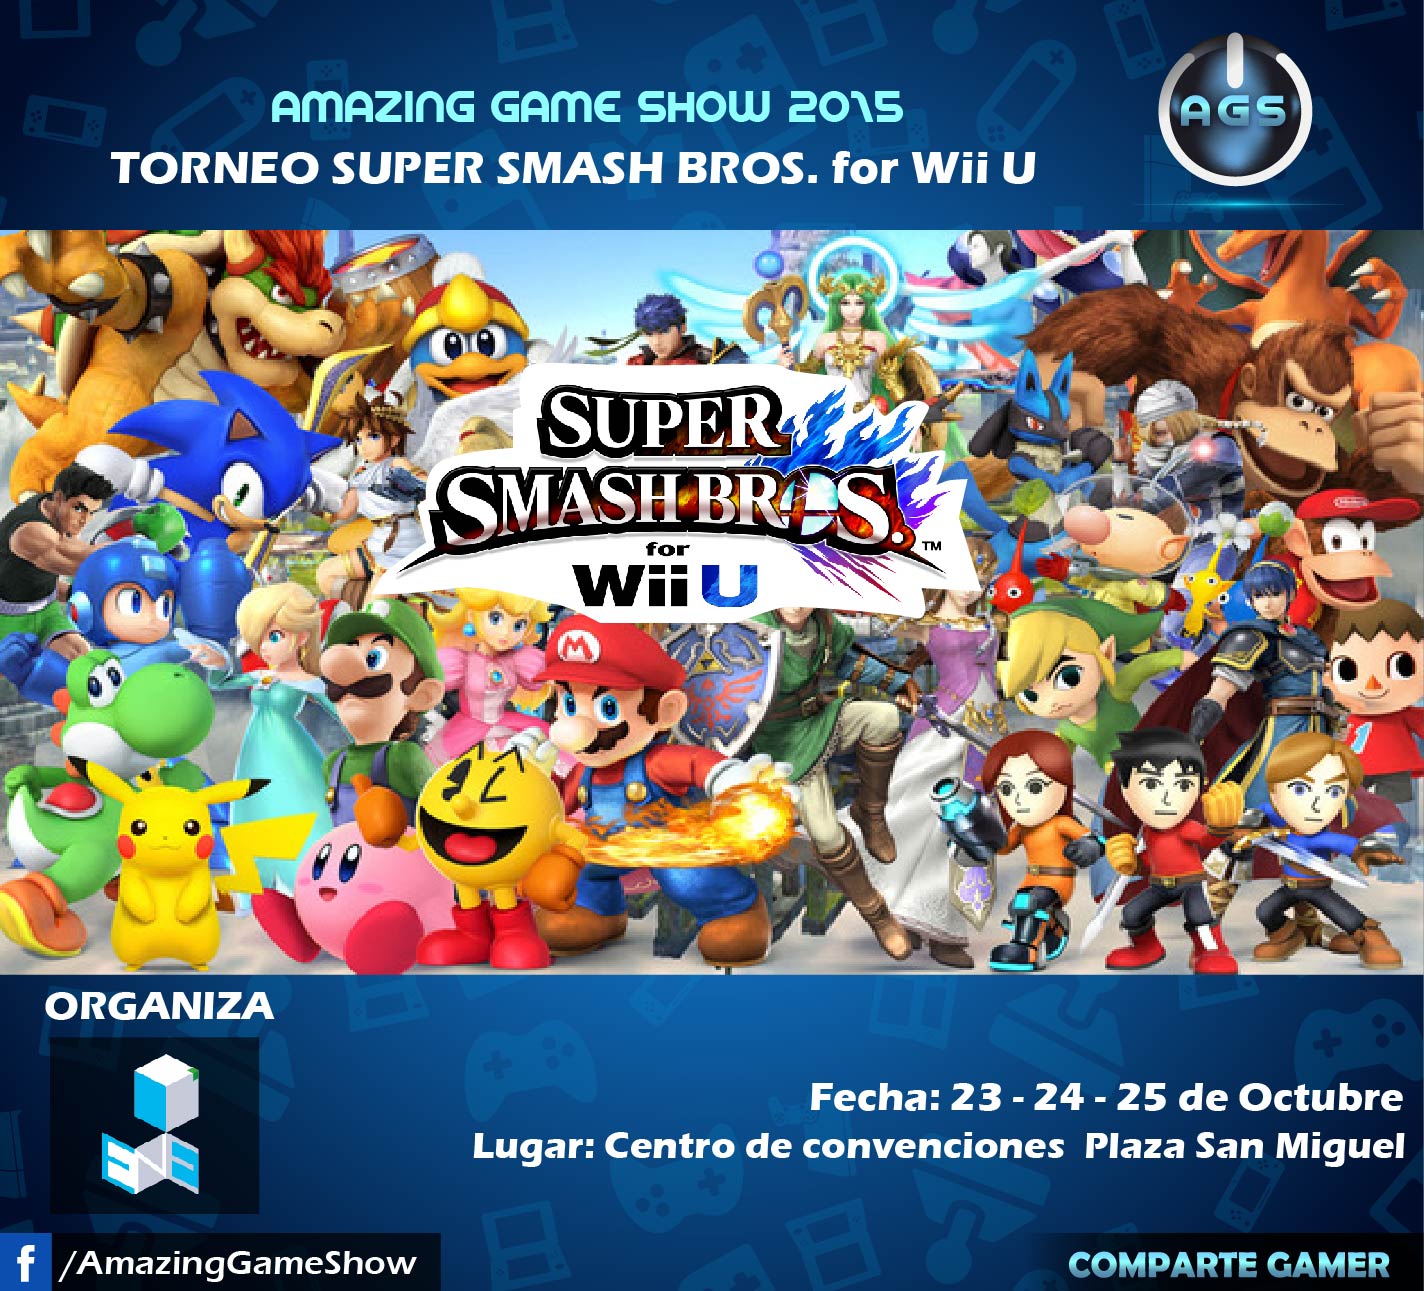 AMAZING GAME SHOW 2015
TORNEO SUPER SMASH BROS. for Wii U
AGS
SUPER
SMASH BROS.™
for
Wii U
ORGANIZA
Fecha: 23 - 24 - 25 de Octubre
Lugar: Centro de convenciones Plaza San Miguel
f /AmazingGameShow
COMPARTE GAMER